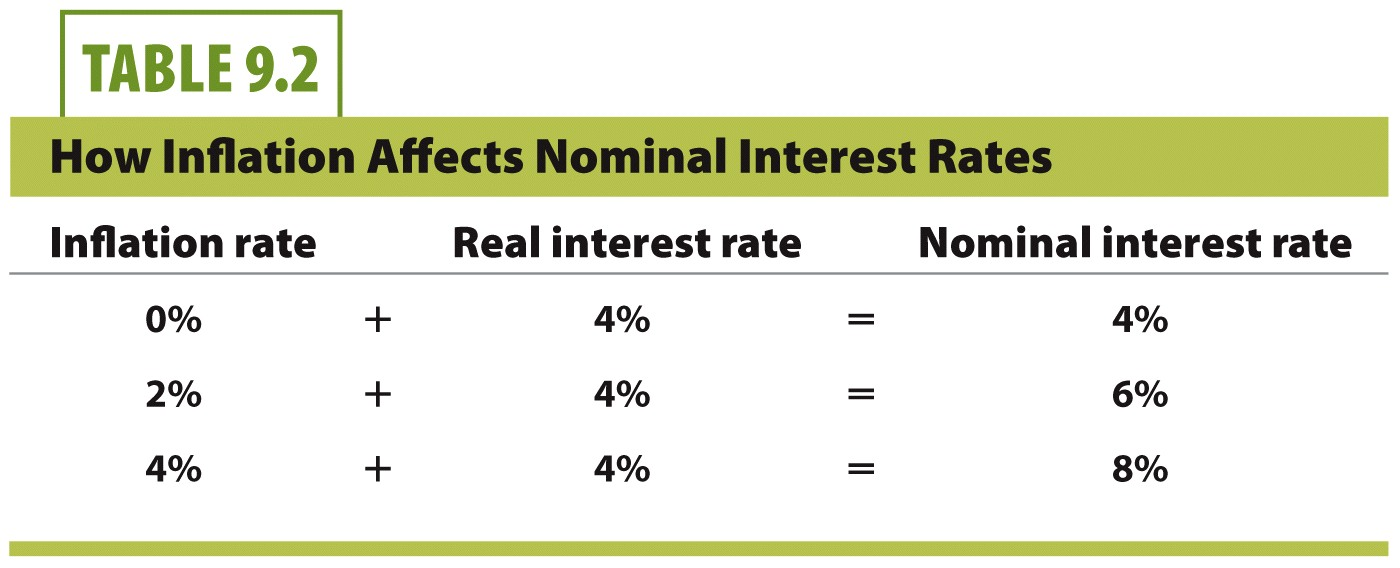 TABLE 9.2
How Inflation Affects Nominal Interest Rates
Inflation rate Real interest rate Nominal interest rate
0% + 4% = 4%
2% + 4% = 6%
4% + 4% = 8%